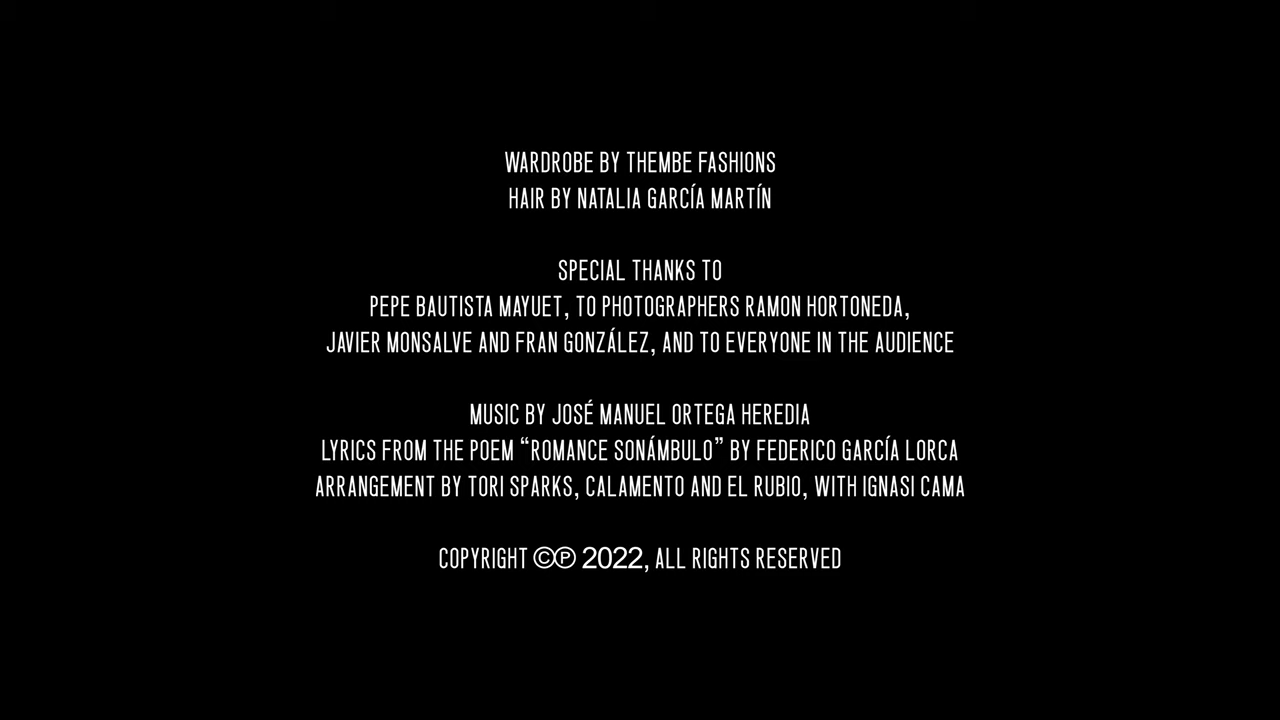 WARDROBE BY THEMBE FASHIONS
HAIR BY NATALIA GARCÍA MARTÍN
SPECIAL THANKS TO
PEPE BAUTISTA MAYUET, TO PHOTOGRAPHERS RAMON HORTONEDA,
JAVIER MONSALVE AND FRAN GONZÁLEZ, AND TO EVERYONE IN THE AUDIENCE
MUSIC BY JOSÉ MANUEL ORTEGA HEREDIA
LYRICS FROM THE POEM “ROMANCE SONÁMBULO” BY FEDERICO GARCÍA LORCA
ARRANGEMENT BY TORI SPARKS, CALAMENTO AND EL RUBIO, WITH IGNASI CAMA
COPYRIGHT ©℗ 2022, ALL RIGHTS RESERVED